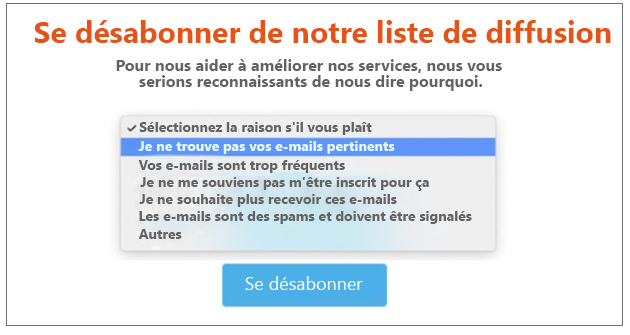 Se désabonner de notre liste de diffusion
Pour nous aider à améliorer nos services, nous vous
serions reconnaissants de nous dire pourquoi.
Sélectionnez la raison s'il vous plaît
Je ne trouve pas vos e-mails pertinents
Vos e-mails sont trop fréquents
Je ne me souviens pas m'être inscrit pour ça
Je ne souhaite plus recevoir ces e-mails
Les e-mails sont des spams et doivent être signalés
Autres
Se désabonner